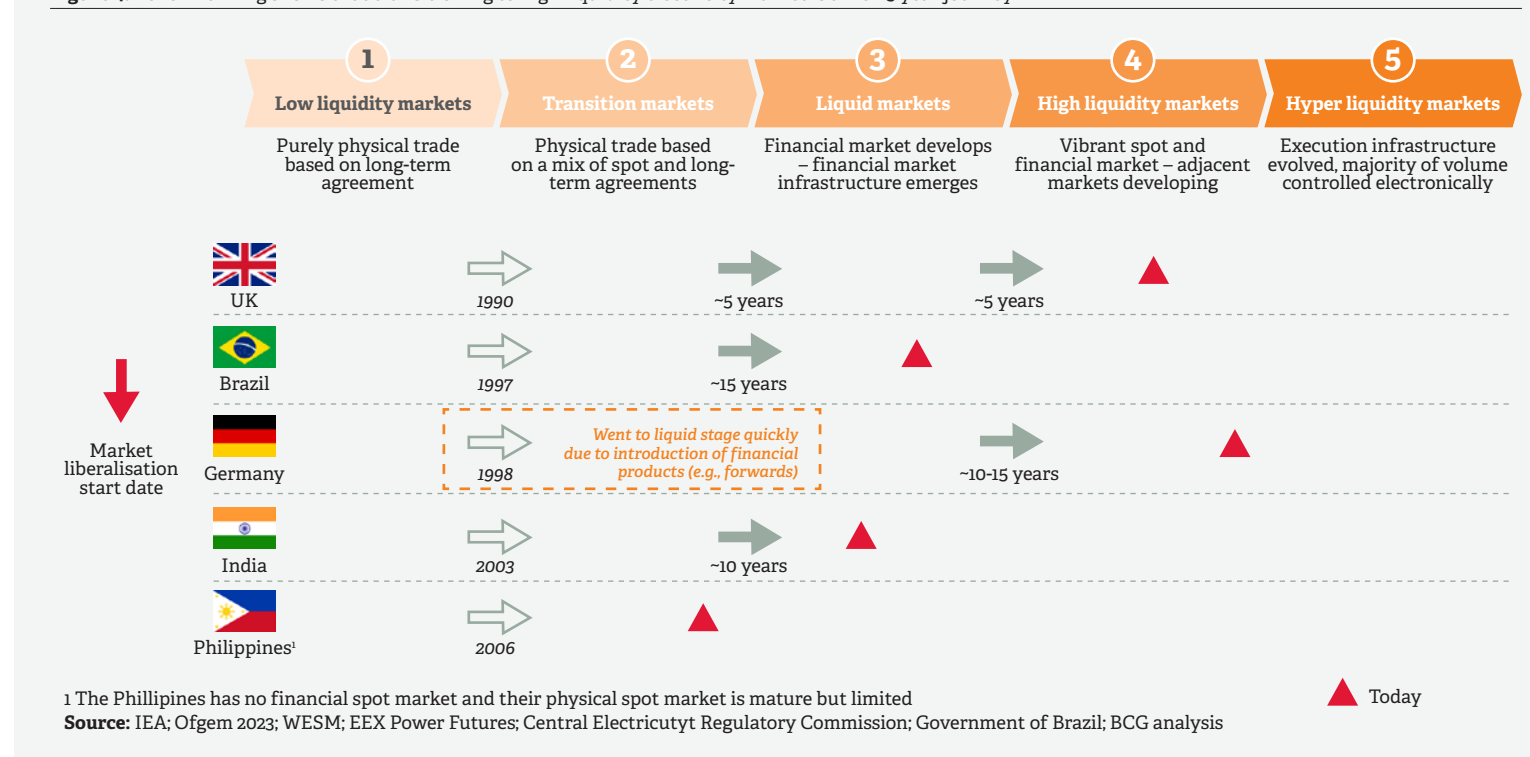 1
2
3
4
5
Low liquidity markets
Transition markets
Liquid markets
High liquidity markets
Hyper liquidity markets
Purely physical trade
based on long-term
agreement
Physical trade based
on a mix of spot and long-
term agreements
Financial market develops
– financial market
infrastructure emerges
Vibrant spot and
financial market – adjacent
markets developing
Execution infrastructure
evolved, majority of volume
controlled electronically
UK
1990
~5 years
~5 years
Brazil
1997
~15 years
Market
liberalisation
start date
Germany
1998
Went to liquid stage quickly
due to introduction of financial
products (e.g., forwards)
~10-15 years
India
2003
~10 years
Philippines¹
2006
1 The Phillipines has no financial spot market and their physical spot market is mature but limited
Today
Source: IEA; Ofgem 2023; WESM; EEX Power Futures; Central Electricutyt Regulatory Commission; Government of Brazil; BCG analysis